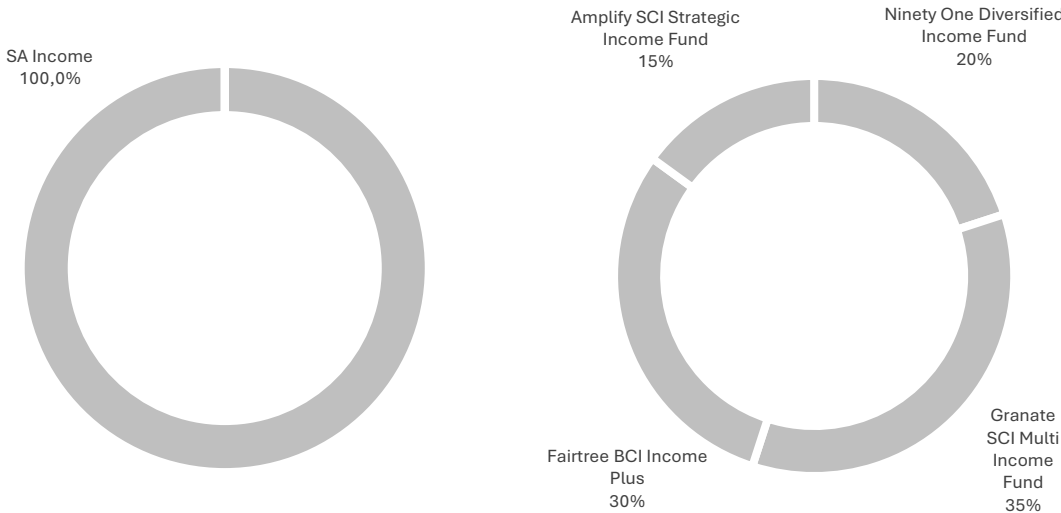 SA Income
100,0%
Amplify SCI Strategic
Income Fund
15%
Ninety One Diversified
Income Fund
20%
Granate
SCI Multi
Income
Fund
35%
Fairtree BCI Income
Plus
30%